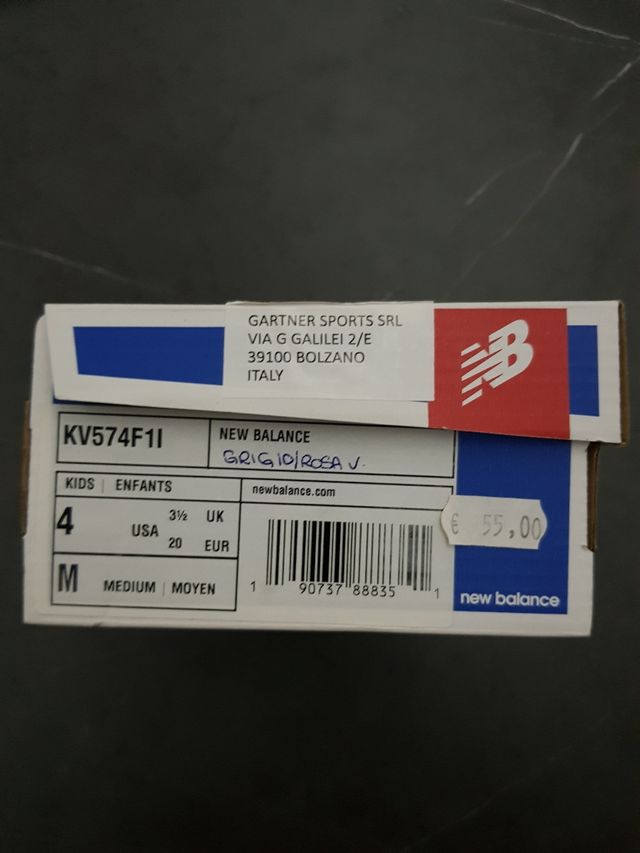 GARTNER SPORTS SRL
VIA G GALILEI 2/E
39100 BOLZANO
ITALY
NB
KV574F1I
NEW BALANCE
GRIGIO/ROSA V.
KIDS | ENFANTS
newbalance.com
4 USA 3½ UK
20 EUR
M MEDIUM | MOYEN
1 90737 88835 1
€ 55,00
new balance